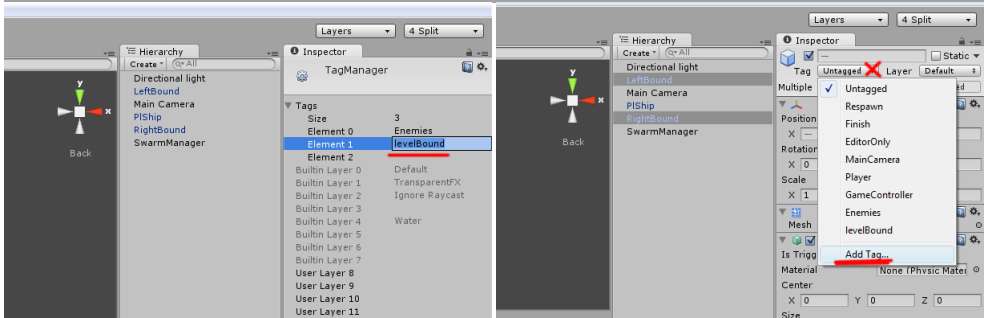 Layers 4 Split
Hierarchy
Create All
Directional light
LeftBound
Main Camera
PlShip
RightBound
SwarmManager
y
x
Back
Inspector
TagManager
Tags
Size 3
Element 0 Enemies
Element 1 levelBound
Element 2
Builtin Layer 0 Default
Builtin Layer 1 TransparentFX
Builtin Layer 2 Ignore Raycast
Builtin Layer 3
Builtin Layer 4 Water
Builtin Layer 5
Builtin Layer 6
Builtin Layer 7
User Layer 8
User Layer 9
User Layer 10
User Layer 11
Layers 4 Split
Hierarchy
Create All
Directional light
LeftBound
Main Camera
PlShip
RightBound
SwarmManager
y
x
Back
Inspector
Static
Tag Untagged Layer Default
Multiple
Untagged
Respawn
Finish
EditorOnly
MainCamera
Player
GameController
Enemies
levelBound
Add Tag...
Position
X
Rotation
X 0
Scale
X 1
Mesh
Is Trigg
Material None (Physic Mater
Center
X 0 Y 0 Z 0
Size